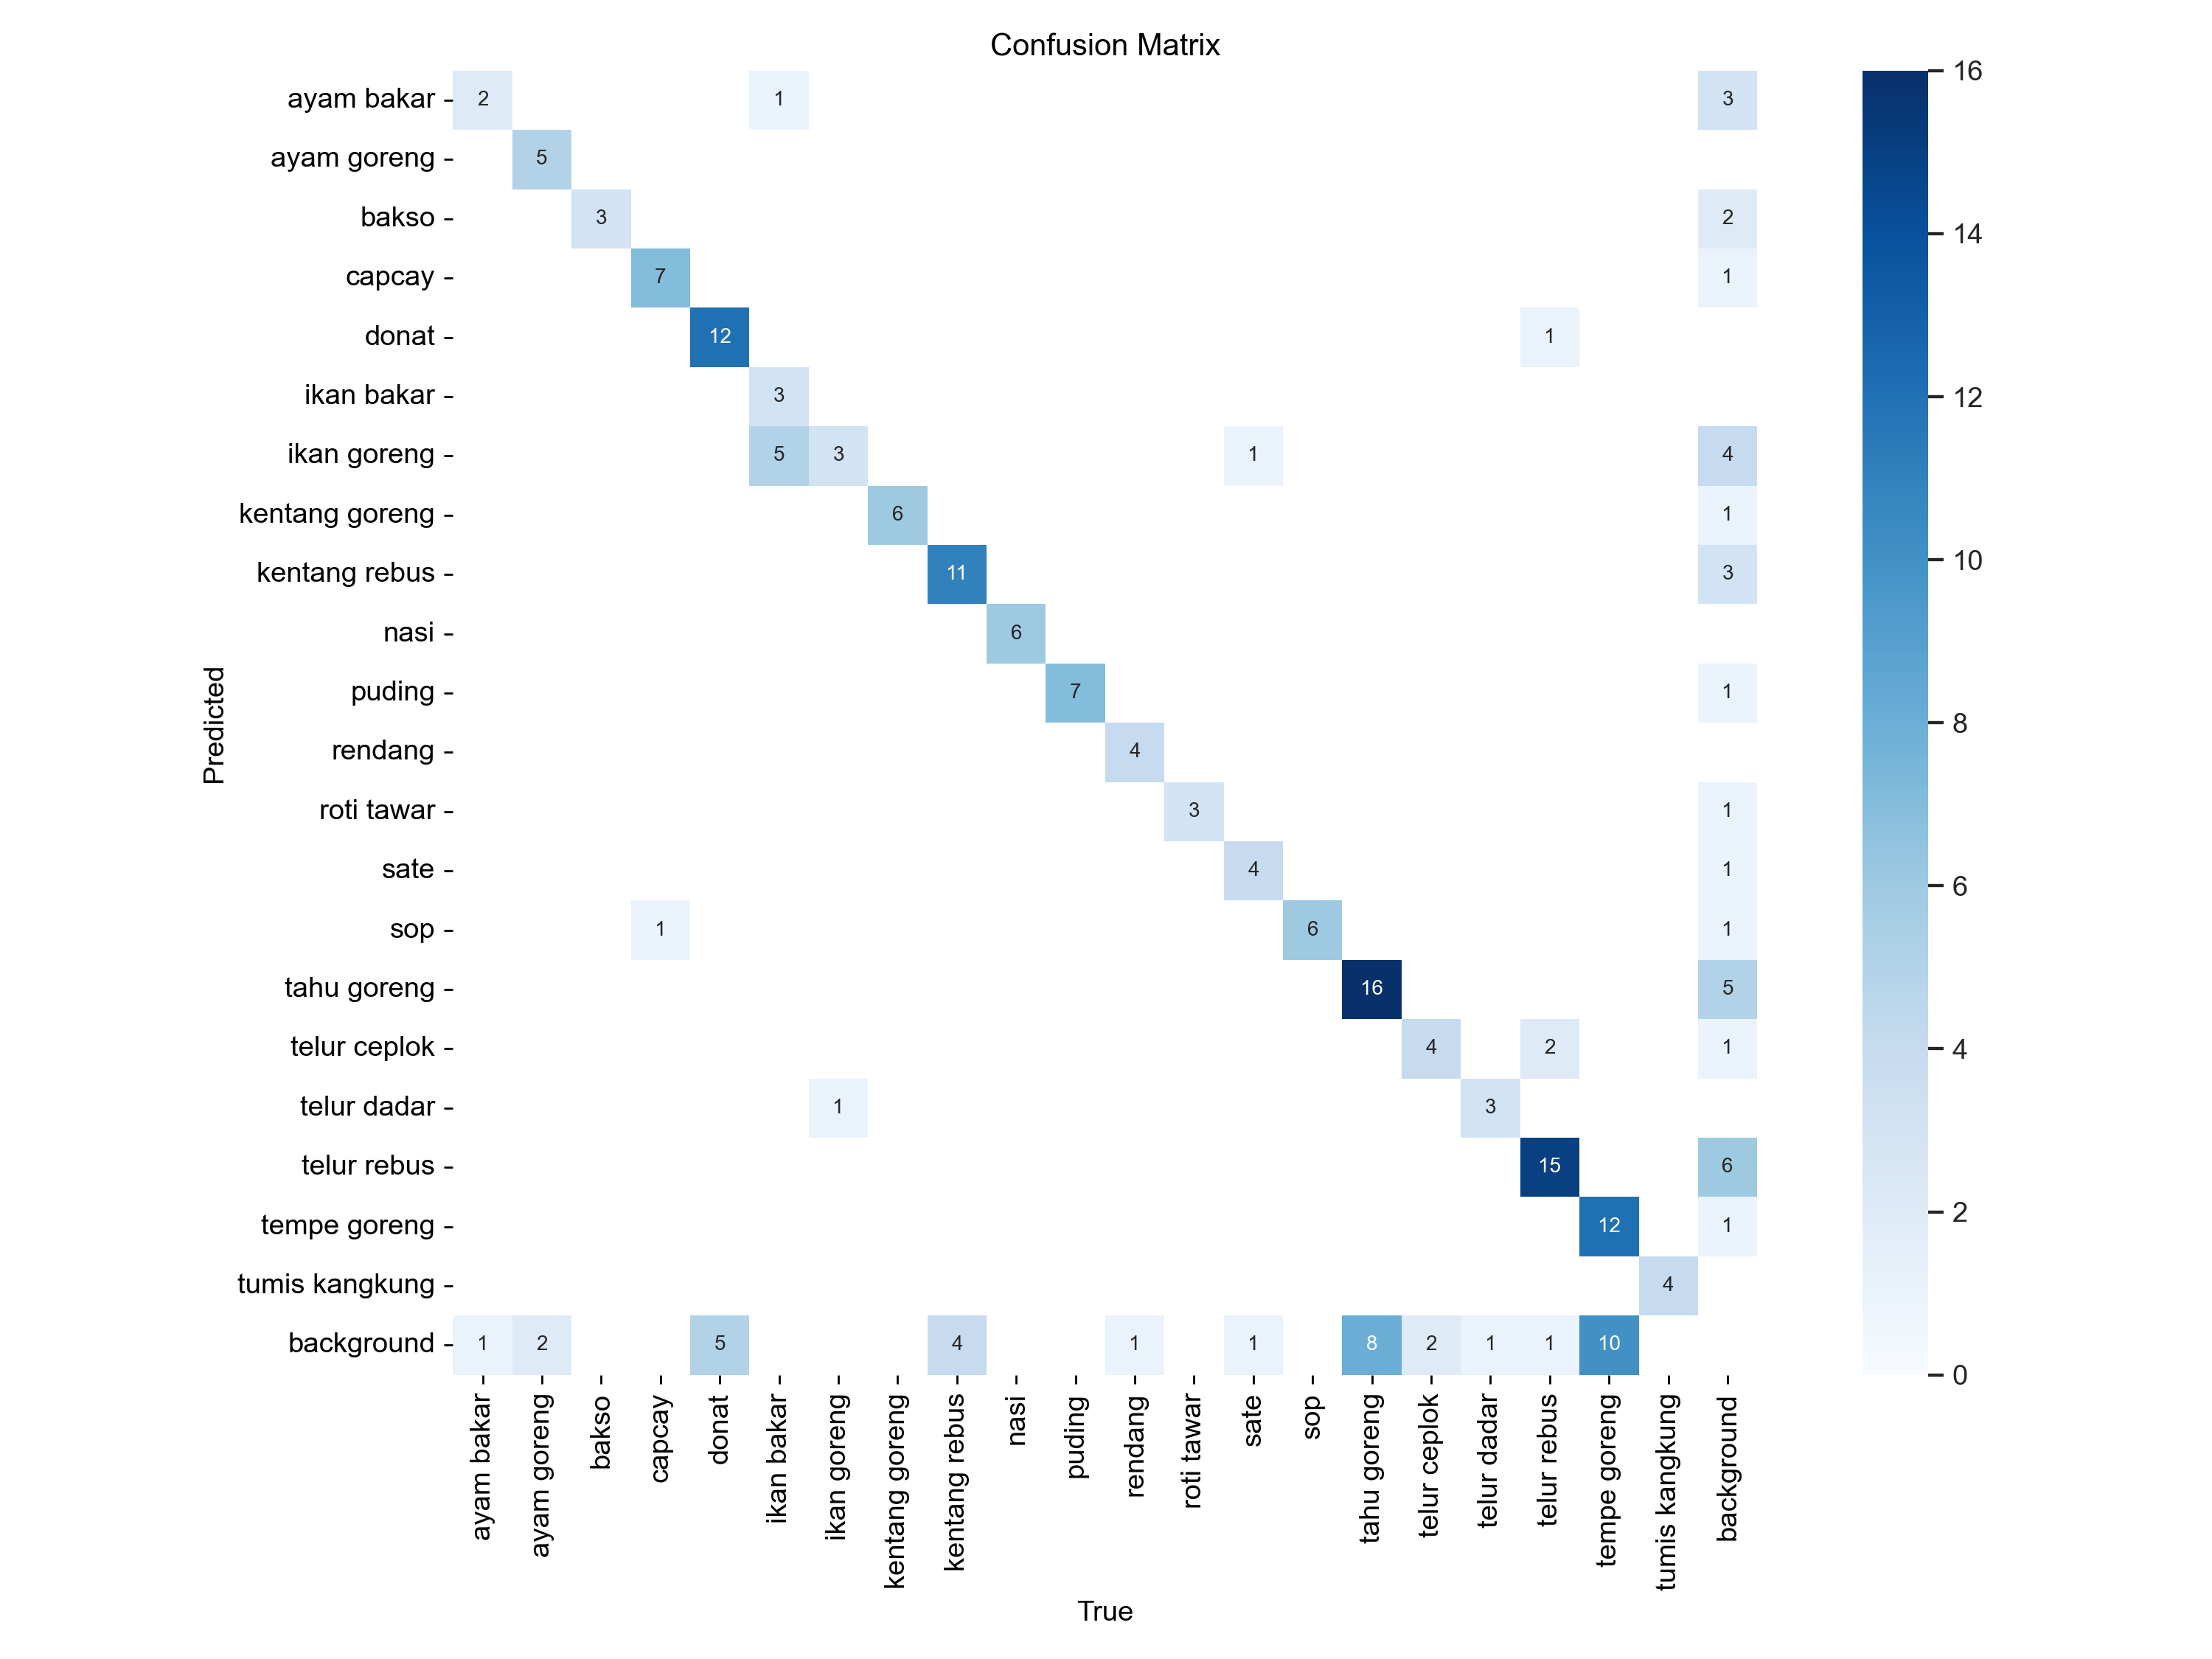 Confusion Matrix
ayam bakar 2 1 3
ayam goreng 5
bakso 3 2
capcay 7 1
donat 12 1
ikan bakar 3
ikan goreng 5 3 1 4
kentang goreng 6 1
kentang rebus 11 3
nasi 6
puding 7 1
rendang 4
roti tawar 3 1
sate 4 1
sop 1 6 1
tahu goreng 16 5
telur ceplok 4 2 1
telur dadar 1 3
telur rebus 15 6
tempe goreng 12 1
tumis kangkung 4
background 1 2 5 4 1 1 8 2 1 1 10
Predicted
ayam bakar
ayam goreng
bakso
capcay
donat
ikan bakar
ikan goreng
kentang goreng
kentang rebus
nasi
puding
rendang
roti tawar
sate
sop
tahu goreng
telur ceplok
telur dadar
telur rebus
tempe goreng
tumis kangkung
background
True
16
14
12
10
8
6
4
2
0